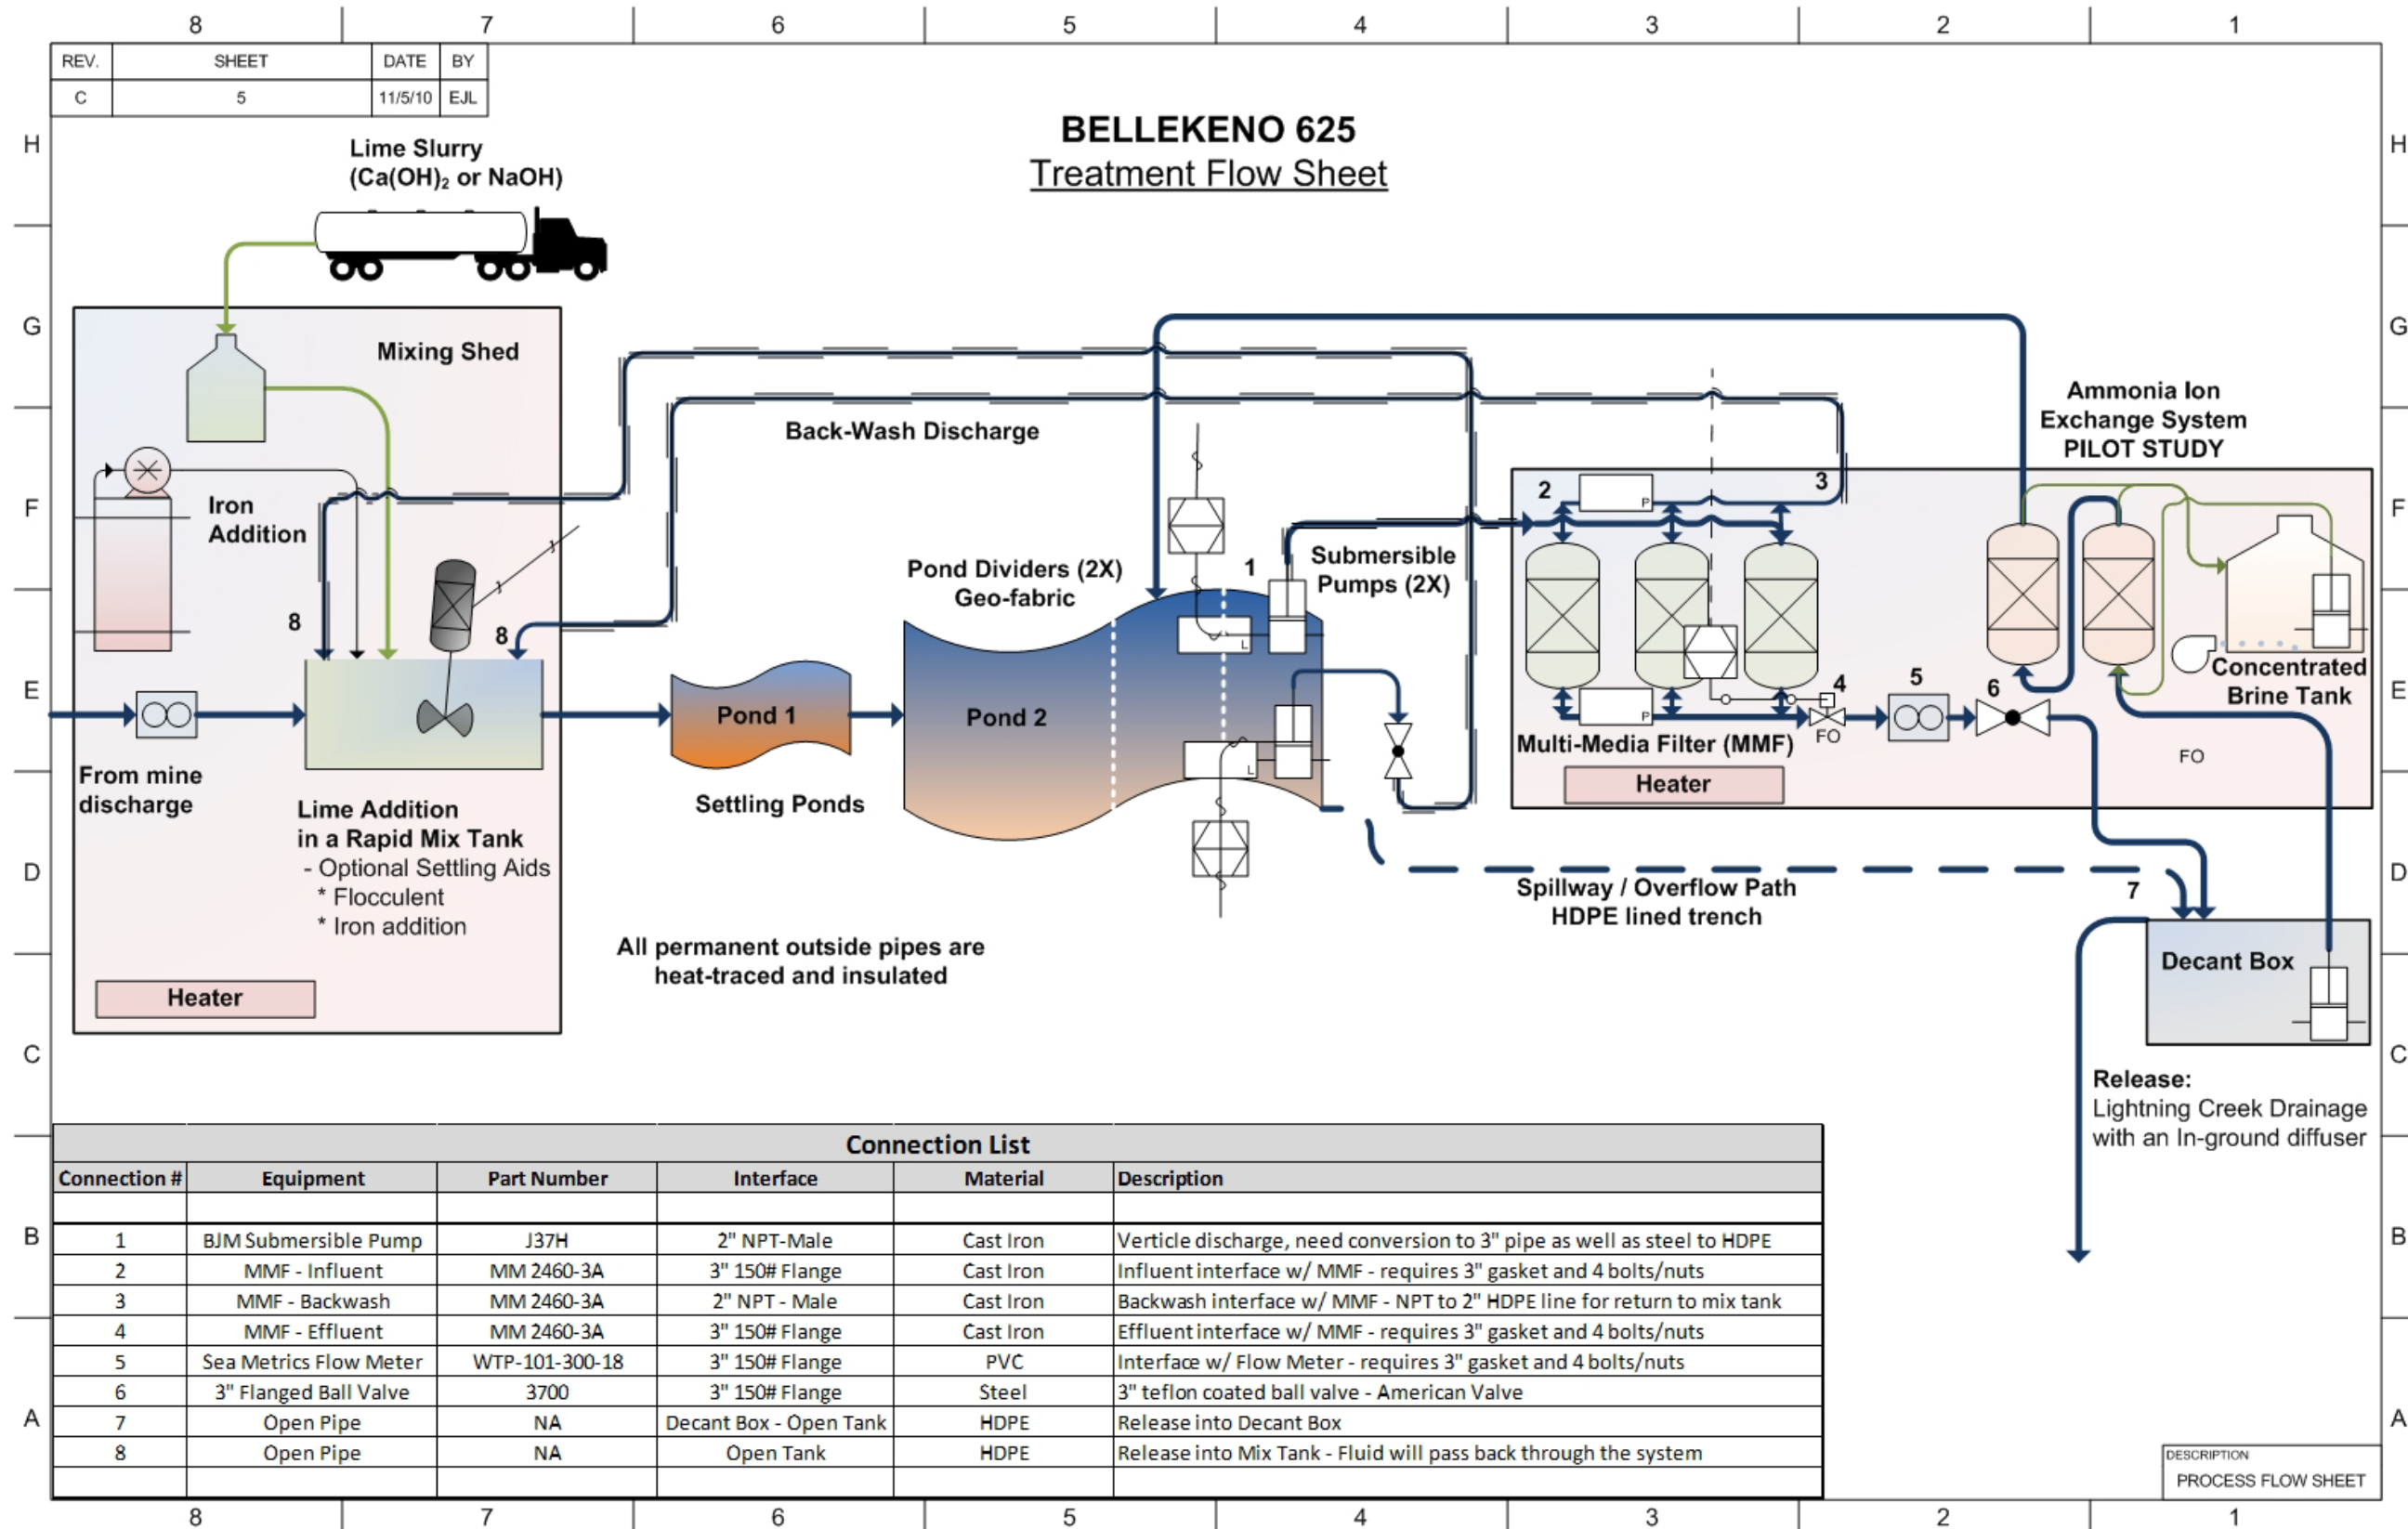 8 7 6 5 4 3 2 1
REV. SHEET DATE BY
C 5 11/5/10 EJL
H H
BELLEKENO 625
Treatment Flow Sheet
Lime Slurry
(Ca(OH)₂ or NaOH)
G G
Mixing Shed
Back-Wash Discharge
Ammonia Ion
Exchange System
PILOT STUDY
F F
Iron
Addition
2
P
3
Pond Dividers (2X)
Geo-fabric
1
Submersible
Pumps (2X)
8
8
L
E E
Concentrated
Brine Tank
Pond 1
Pond 2
P
4
5
6
FO
FO
Multi-Media Filter (MMF)
L
Heater
From mine
discharge
Settling Ponds
Lime Addition
in a Rapid Mix Tank
- Optional Settling Aids
* Flocculent
* Iron addition
D D
Spillway / Overflow Path
HDPE lined trench
7
All permanent outside pipes are
heat-traced and insulated
Decant Box
Heater
C C
Release:
Lightning Creek Drainage
with an In-ground diffuser
Connection List
Connection # Equipment Part Number Interface Material Description
B B
1 BJM Submersible Pump J37H 2" NPT-Male Cast Iron Verticle discharge, need conversion to 3" pipe as well as steel to HDPE
2 MMF - Influent MM 2460-3A 3" 150# Flange Cast Iron Influent interface w/ MMF - requires 3" gasket and 4 bolts/nuts
3 MMF - Backwash MM 2460-3A 2" NPT - Male Cast Iron Backwash interface w/ MMF - NPT to 2" HDPE line for return to mix tank
4 MMF - Effluent MM 2460-3A 3" 150# Flange Cast Iron Effluent interface w/ MMF - requires 3" gasket and 4 bolts/nuts
5 Sea Metrics Flow Meter WTP-101-300-18 3" 150# Flange PVC Interface w/ Flow Meter - requires 3" gasket and 4 bolts/nuts
6 3" Flanged Ball Valve 3700 3" 150# Flange Steel 3" teflon coated ball valve - American Valve
A A
7 Open Pipe NA Decant Box - Open Tank HDPE Release into Decant Box
8 Open Pipe NA Open Tank HDPE Release into Mix Tank - Fluid will pass back through the system
DESCRIPTION
PROCESS FLOW SHEET
8 7 6 5 4 3 2 1